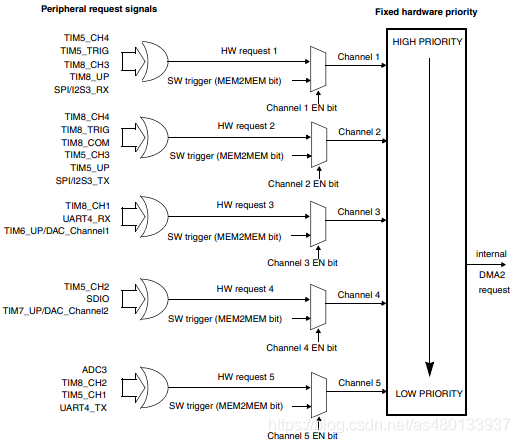 Peripheral request signals
Fixed hardware priority
TIM5_CH4
TIM5_TRIG
TIM8_CH3
TIM8_UP
SPI/I2S3_RX
HW request 1
SW trigger (MEM2MEM bit)
Channel 1
Channel 1 EN bit
HIGH PRIORITY
TIM8_CH4
TIM8_TRIG
TIM8_COM
TIM5_CH3
TIM5_UP
SPI/I2S3_TX
HW request 2
SW trigger (MEM2MEM bit)
Channel 2
Channel 2 EN bit
TIM8_CH1
UART4_RX
TIM6_UP/DAC_Channel1
HW request 3
SW trigger (MEM2MEM bit)
Channel 3
Channel 3 EN bit
internal
DMA2
request
TIM5_CH2
SDIO
TIM7_UP/DAC_Channel2
HW request 4
SW trigger (MEM2MEM bit)
Channel 4
Channel 4 EN bit
ADC3
TIM8_CH2
TIM5_CH1
UART4_TX
HW request 5
SW trigger (MEM2MEM bit)
Channel 5
Channel 5 EN bit
LOW PRIORITY
https://blog.csdn.net/as480133937